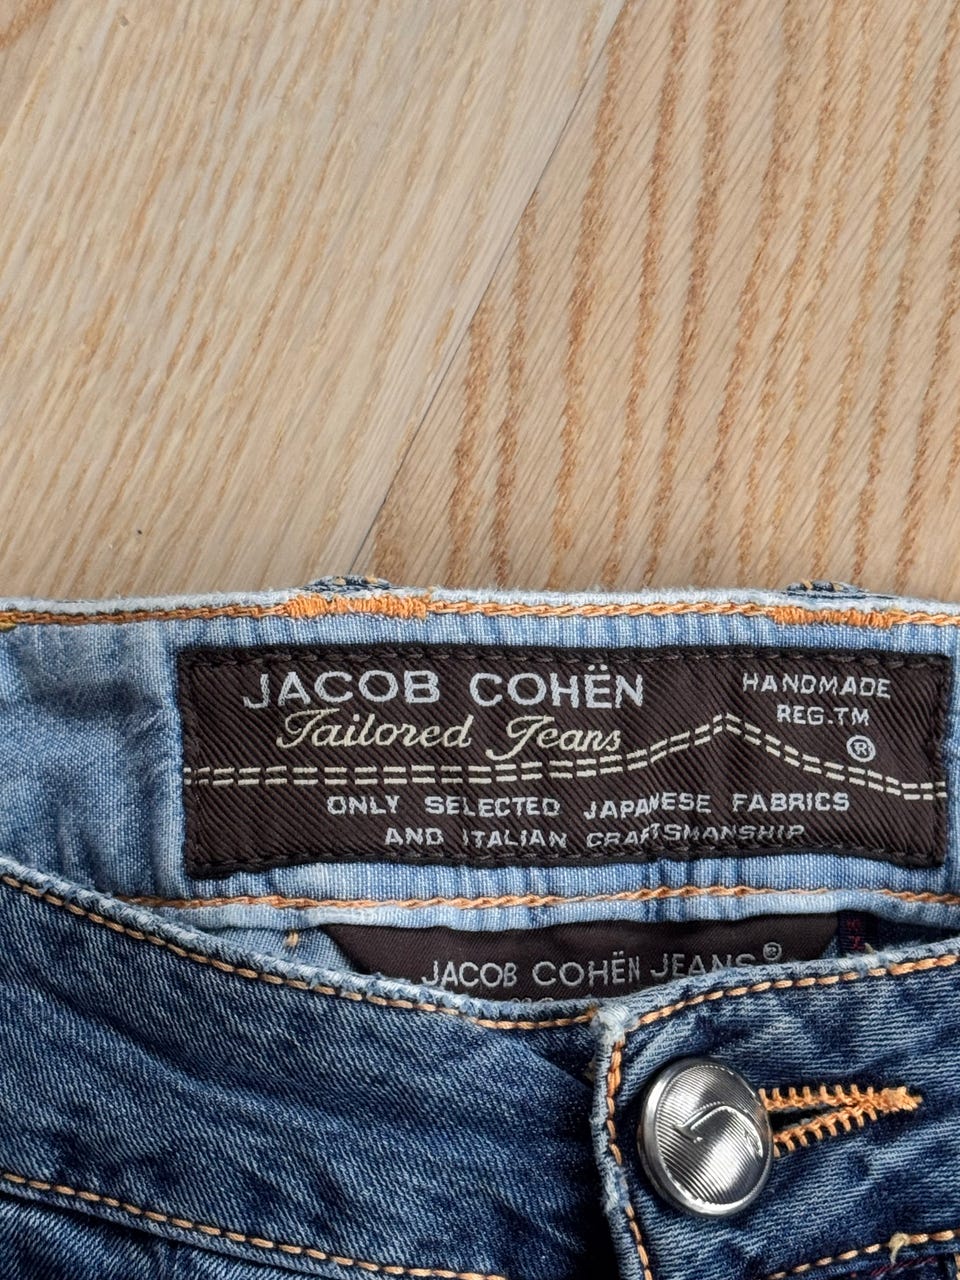 JACOB COHËN
HANDMADE
REG.TM
Tailored Jeans
®
ONLY SELECTED JAPANESE FABRICS
AND ITALIAN CRAFTSMANSHIP
JACOB COHËN JEANS®